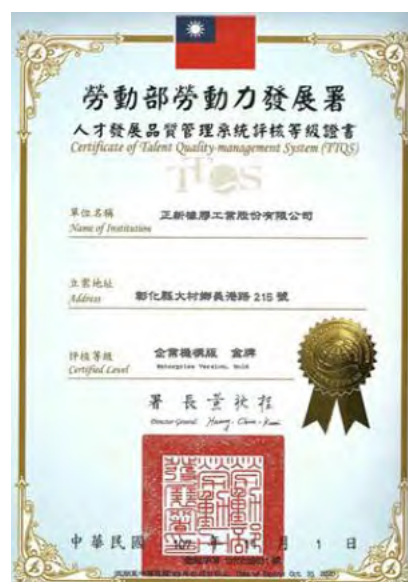 勞動部勞動力發展署
人才發展品質管理系統評核等級證書
Certificate of Talent Quality-management System (TTQS)
TTQS
單位名稱 正新橡膠工業股份有限公司
Name of Institution
立案地址 彰化縣大村鄉美港路 215 號
Address
評核等級 企業機構版 金牌
Certified Level Enterprise Version, Gold
署長
Director General
中華民國 107 年 11 月 1 日